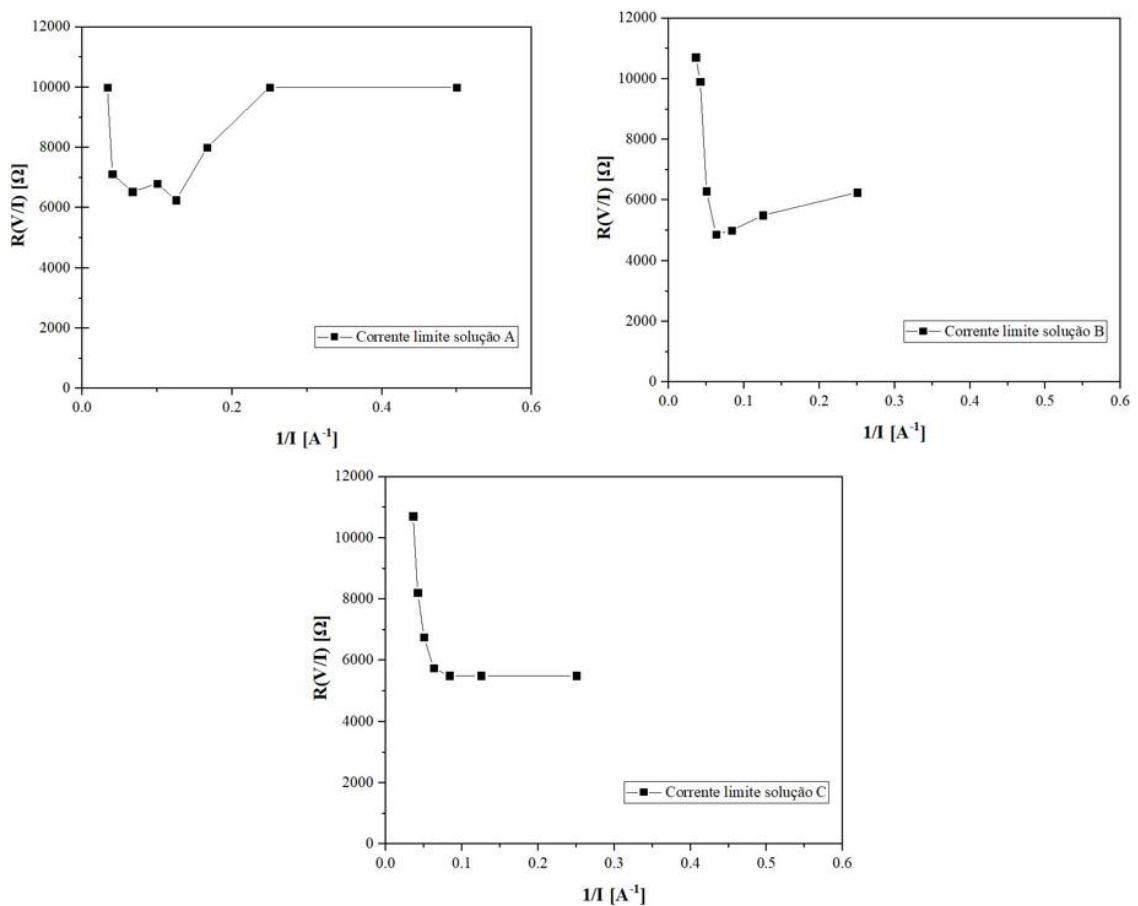 12000
10000
8000
6000
4000
2000
0
R(V/I) [Ω]
0.0 0.2 0.4 0.6
1/I [A⁻¹]
Corrente limite solução A
12000
10000
8000
6000
4000
2000
0
R(V/I) [Ω]
0.0 0.1 0.2 0.3 0.4 0.5 0.6
1/I [A⁻¹]
Corrente limite solução B
12000
10000
8000
6000
4000
2000
0
R(V/I) [Ω]
0.0 0.1 0.2 0.3 0.4 0.5 0.6
1/I [A⁻¹]
Corrente limite solução C